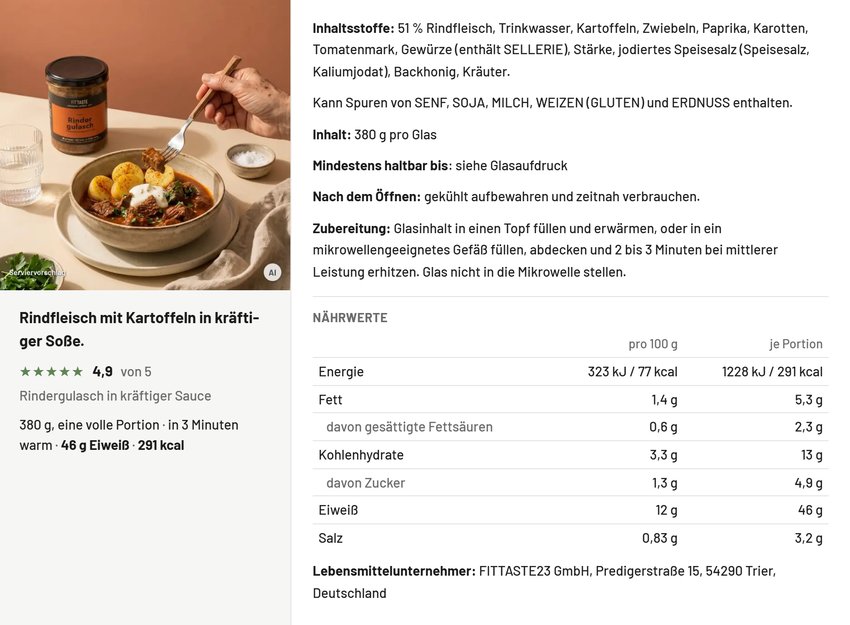 FITTASTE
Rinder
gulasch
Serviervorschlag
AI
Rindfleisch mit Kartoffeln in kräfti-
ger Soße.
4,9 von 5
Rindergulasch in kräftiger Sauce
380 g, eine volle Portion · in 3 Minuten
warm · 46 g Eiweiß · 291 kcal
Inhaltsstoffe: 51 % Rindfleisch, Trinkwasser, Kartoffeln, Zwiebeln, Paprika, Karotten,
Tomatenmark, Gewürze (enthält SELLERIE), Stärke, jodiertes Speisesalz (Speisesalz,
Kaliumjodat), Backhonig, Kräuter.
Kann Spuren von SENF, SOJA, MILCH, WEIZEN (GLUTEN) und ERDNUSS enthalten.
Inhalt: 380 g pro Glas
Mindestens haltbar bis: siehe Glasaufdruck
Nach dem Öffnen: gekühlt aufbewahren und zeitnah verbrauchen.
Zubereitung: Glasinhalt in einen Topf füllen und erwärmen, oder in ein
mikrowellengeeignetes Gefäß füllen, abdecken und 2 bis 3 Minuten bei mittlerer
Leistung erhitzen. Glas nicht in die Mikrowelle stellen.
NÄHRWERTE
pro 100 g je Portion
Energie 323 kJ / 77 kcal 1228 kJ / 291 kcal
Fett 1,4 g 5,3 g
davon gesättigte Fettsäuren 0,6 g 2,3 g
Kohlenhydrate 3,3 g 13 g
davon Zucker 1,3 g 4,9 g
Eiweiß 12 g 46 g
Salz 0,83 g 3,2 g
Lebensmittelunternehmer: FITTASTE23 GmbH, Predigerstraße 15, 54290 Trier,
Deutschland